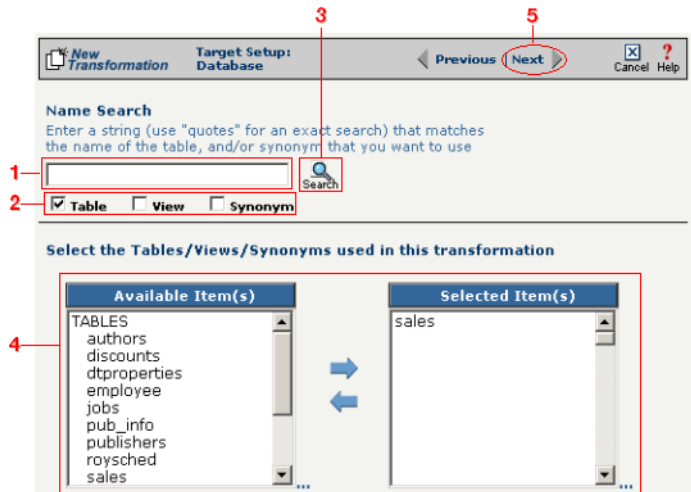 3
5
New Transformation
Target Setup: Database
Previous | Next
Cancel
Help
Name Search
Enter a string (use "quotes" for an exact search) that matches
the name of the table, and/or synonym that you want to use
1
Search
2
Table View Synonym
Select the Tables/Views/Synonyms used in this transformation
Available Item(s)
Selected Item(s)
4
TABLES
authors
discounts
dtproperties
employee
jobs
pub_info
publishers
roysched
sales
...
sales
...